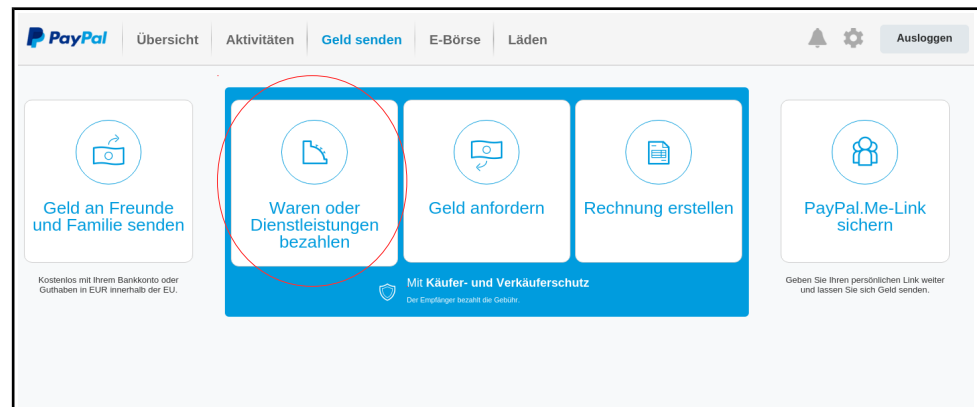 PayPal
Übersicht
Aktivitäten
Geld senden
E-Börse
Läden
Ausloggen
Geld an Freunde
und Familie senden
Kostenlos mit Ihrem Bankkonto oder
Guthaben in EUR innerhalb der EU.
Waren oder
Dienstleistungen
bezahlen
Geld anfordern
Rechnung erstellen
Mit Käufer- und Verkäuferschutz
Der Empfänger bezahlt die Gebühr.
PayPal.Me-Link
sichern
Geben Sie Ihren persönlichen Link weiter
und lassen Sie sich Geld senden.